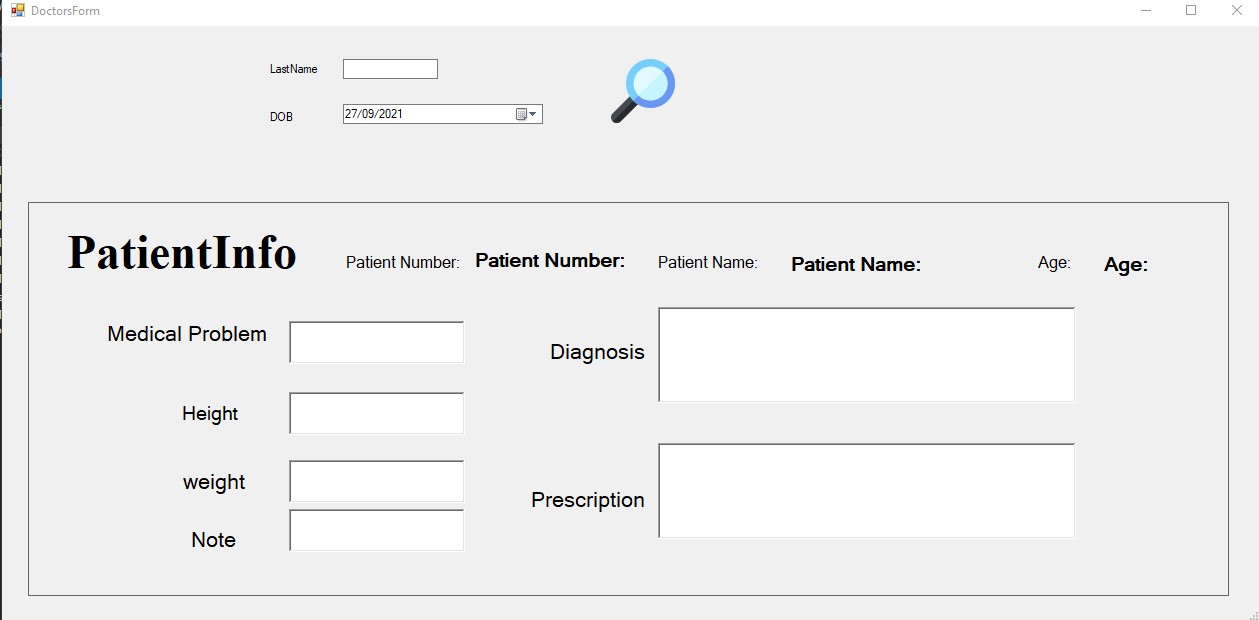 DoctorsForm
LastName
DOB
27/09/2021
PatientInfo
Patient Number: Patient Number: Patient Name: Patient Name: Age: Age:
Medical Problem
Diagnosis
Height
weight
Prescription
Note